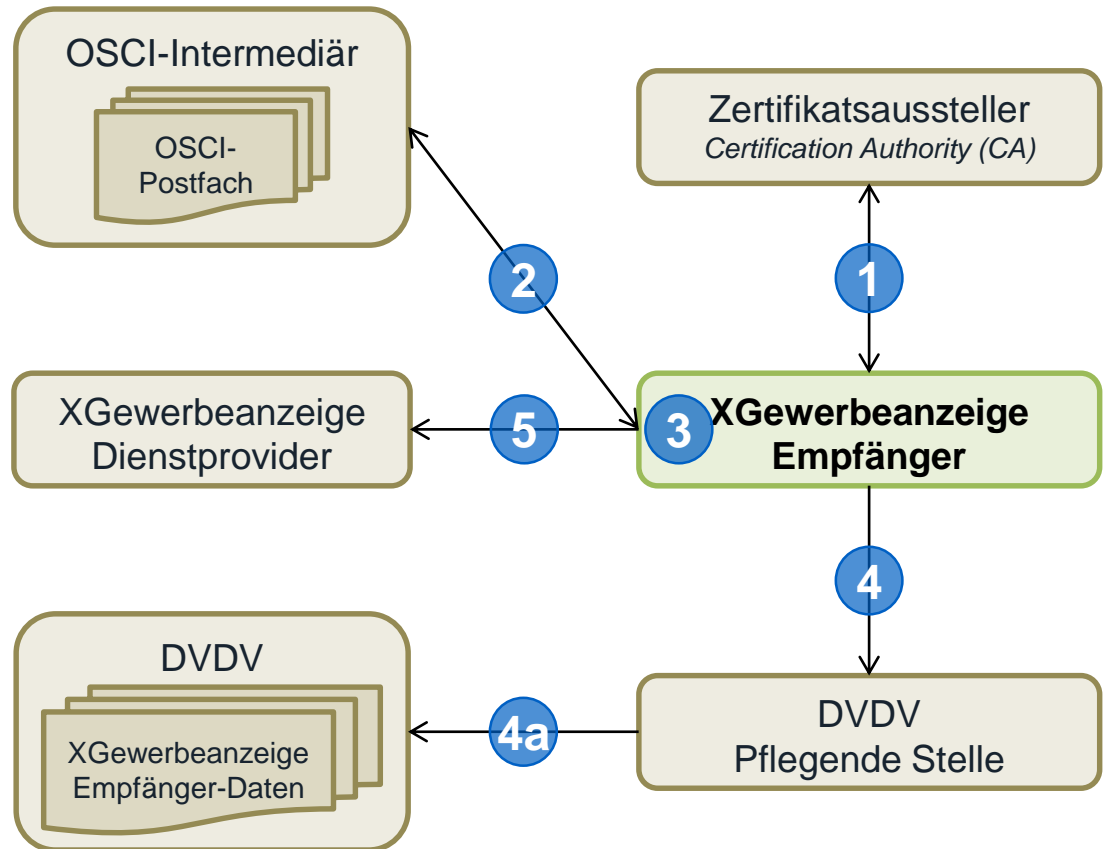 OSCI-Intermediär
OSCI-
Postfach
Zertifikatsaussteller
Certification Authority (CA)
2
1
XGewerbeanzeige
Dienstprovider
5
3
XGewerbeanzeige
Empfänger
4
DVDV
XGewerbeanzeige
Empfänger-Daten
4a
DVDV
Pflegende Stelle